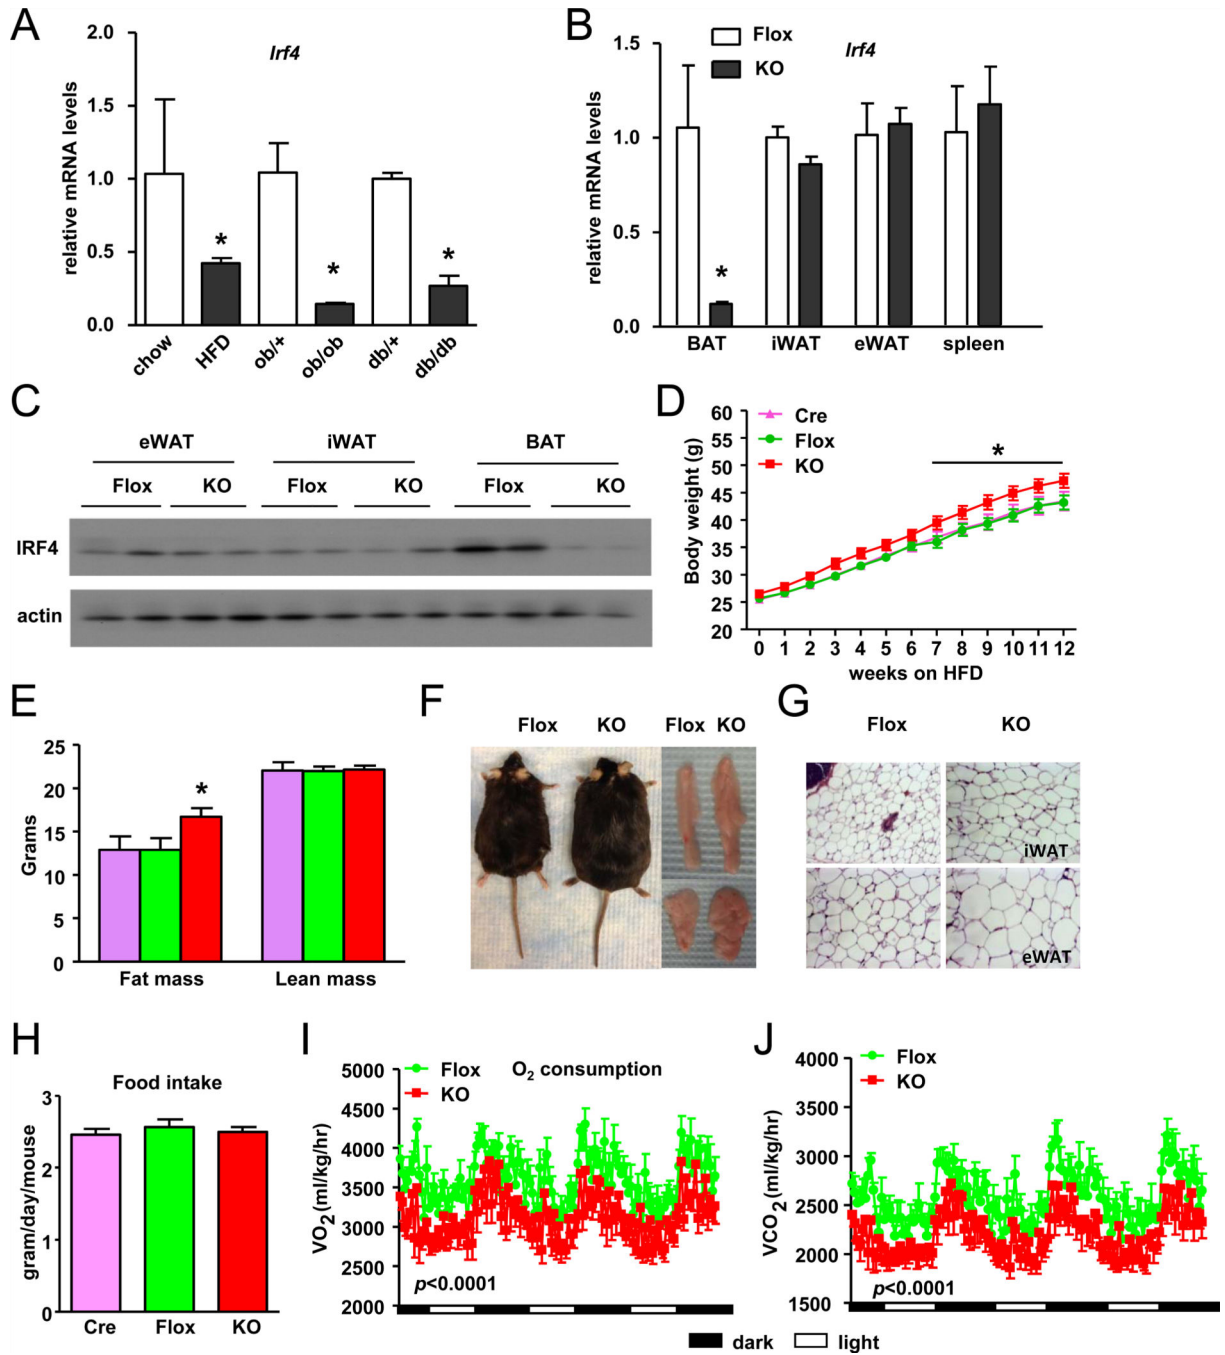 A
Irf4
relative mRNA levels
2.0
1.5
1.0
0.5
0.0
chow
HFD
ob/+
ob/ob
db/+
db/db
*
*
*
B
Flox
KO
Irf4
relative mRNA levels
1.5
1.0
0.5
0.0
*
BAT iWAT eWAT spleen
C
eWAT iWAT BAT
Flox KO Flox KO Flox KO
IRF4
actin
D
Cre
Flox
KO
*
Body weight (g)
60
55
50
45
40
35
30
25
20
0 1 2 3 4 5 6 7 8 9 10 11 12
weeks on HFD
E
Grams
25
20
15
10
5
0
*
Fat mass Lean mass
F
Flox KO Flox KO
G
Flox KO
iWAT
eWAT
H
Food intake
gram/day/mouse
3
2
1
0
Cre Flox KO
I
Flox
KO
O2 consumption
VO2 (ml/kg/hr)
5000
4500
4000
3500
3000
2500
2000
p<0.0001
J
Flox
KO
VCO2 (ml/kg/hr)
4000
3500
3000
2500
2000
1500
p<0.0001
dark light